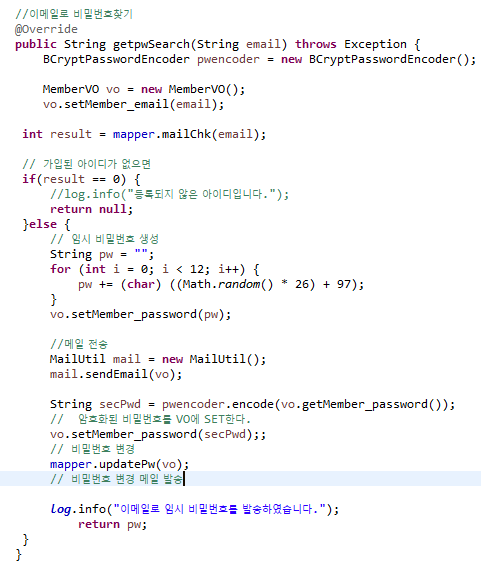 //이메일로 비밀번호찾기
@Override
public String getpwSearch(String email) throws Exception {
BCryptPasswordEncoder pwencoder = new BCryptPasswordEncoder();
MemberVO vo = new MemberVO();
vo.setMember_email(email);
int result = mapper.mailChk(email);
// 가입된 아이디가 없으면
if(result == 0) {
//log.info("등록되지 않은 아이디입니다.");
return null;
}else {
// 임시 비밀번호 생성
String pw = "";
for (int i = 0; i < 12; i++) {
pw += (char) ((Math.random() * 26) + 97);
}
vo.setMember_password(pw);
//메일 전송
MailUtil mail = new MailUtil();
mail.sendEmail(vo);
String secPwd = pwencoder.encode(vo.getMember_password());
//  암호화된 비밀번호를 VO에 SET한다.
vo.setMember_password(secPwd);;
// 비밀번호 변경
mapper.updatePw(vo);
// 비밀번호 변경 메일 발송
log.info("이메일로 임시 비밀번호를 발송하였습니다.");
return pw;
}
}